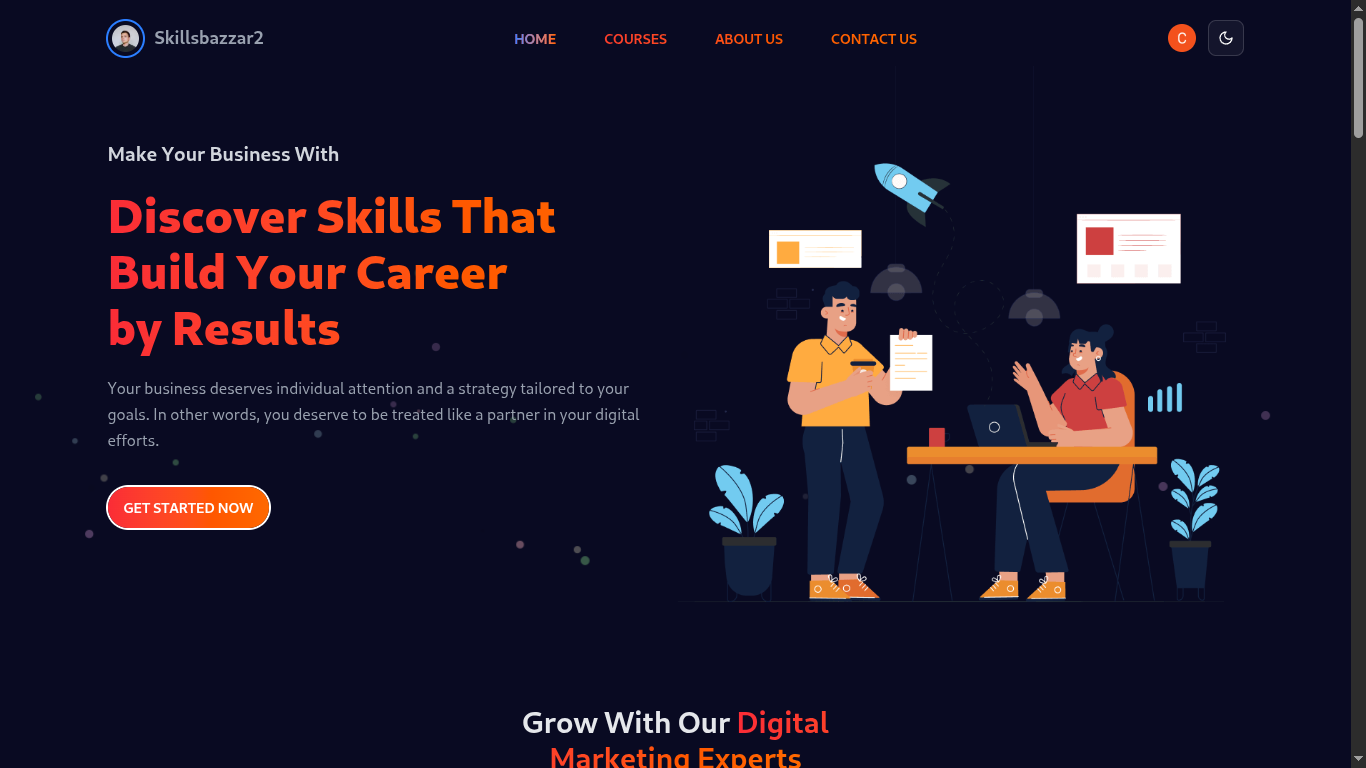 Skillsbazzar2
HOME
COURSES
ABOUT US
CONTACT US
C
Make Your Business With
Discover Skills That
Build Your Career
by Results
Your business deserves individual attention and a strategy tailored to your
goals. In other words, you deserve to be treated like a partner in your digital
efforts.
GET STARTED NOW
Grow With Our Digital
Marketing Experts